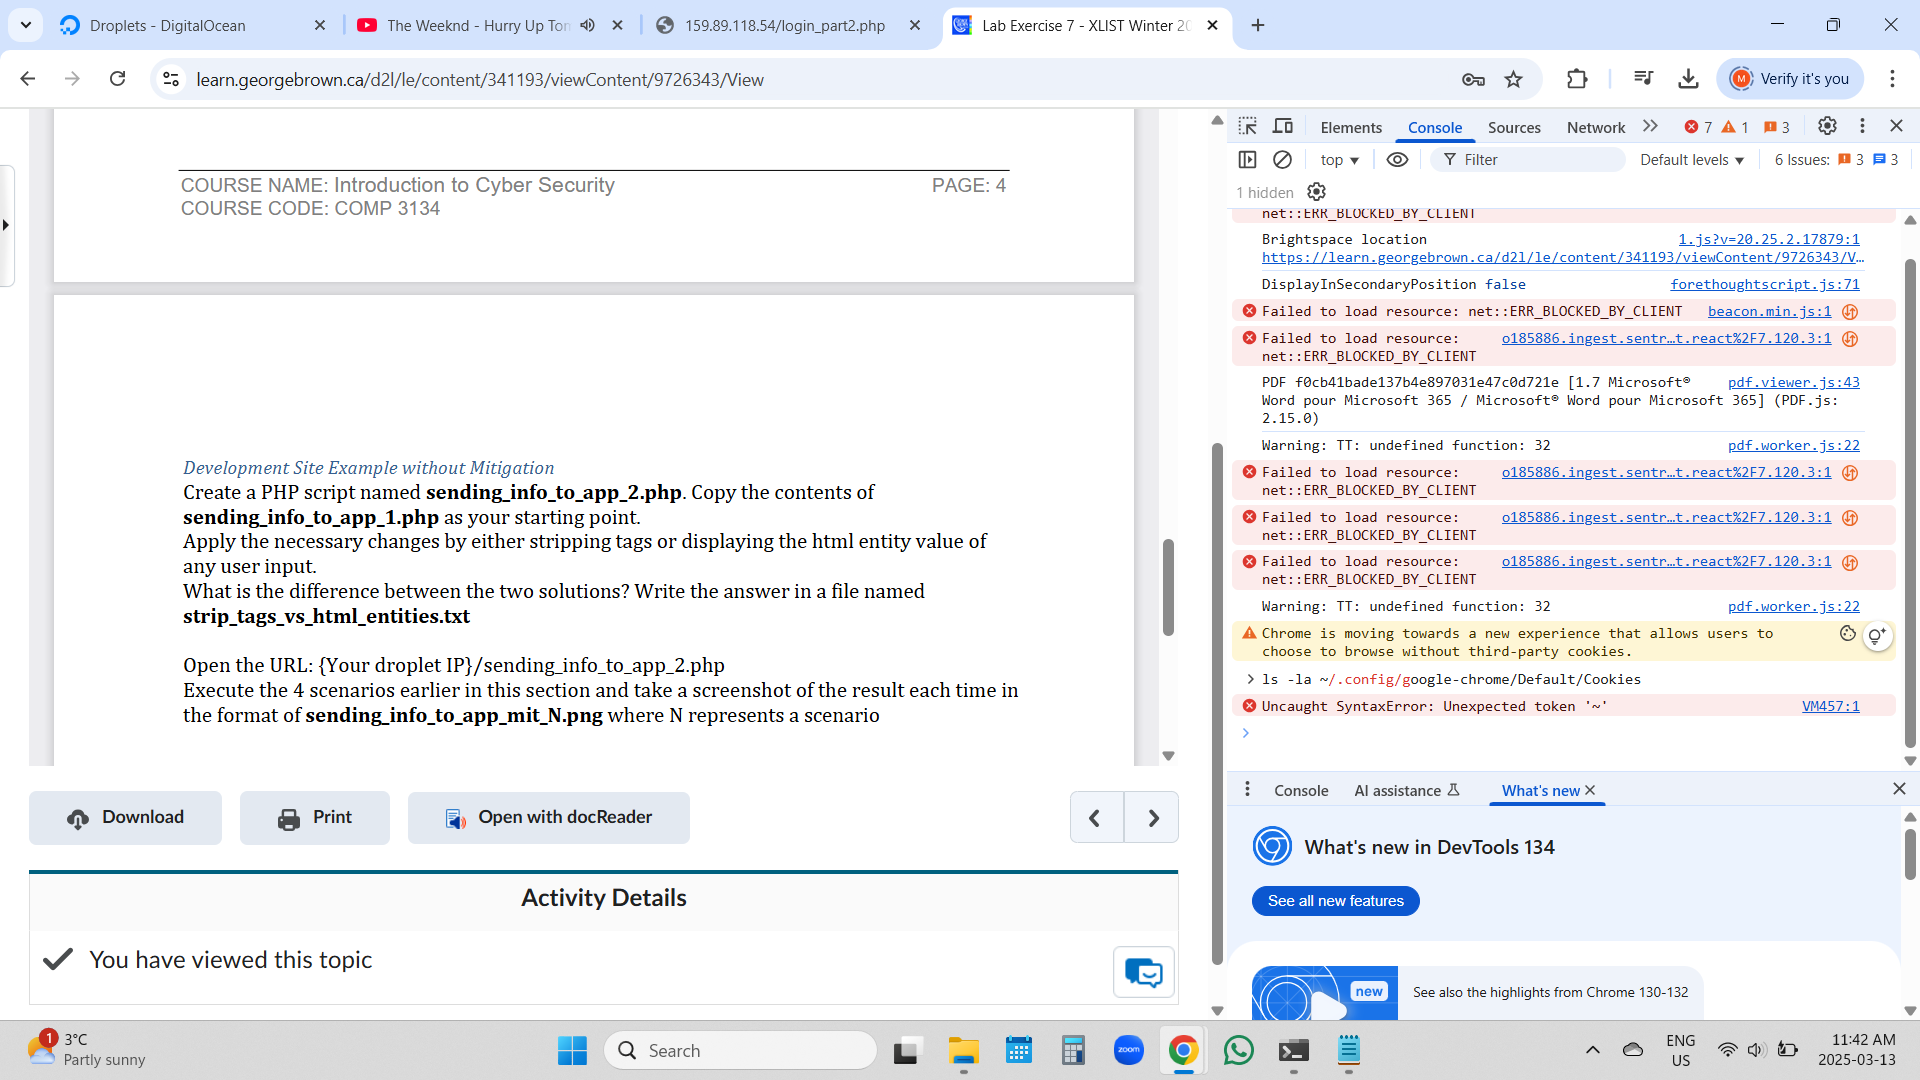 Droplets - DigitalOcean
The Weeknd - Hurry Up Ton
159.89.118.54/login_part2.php
Lab Exercise 7 - XLIST Winter 20
learn.georgebrown.ca/d2l/le/content/341193/viewContent/9726343/View
M
Verify it's you
COURSE NAME: Introduction to Cyber Security
PAGE: 4
COURSE CODE: COMP 3134
Development Site Example without Mitigation
Create a PHP script named sending_info_to_app_2.php. Copy the contents of
sending_info_to_app_1.php as your starting point.
Apply the necessary changes by either stripping tags or displaying the html entity value of
any user input.
What is the difference between the two solutions? Write the answer in a file named
strip_tags_vs_html_entities.txt
Open the URL: {Your droplet IP}/sending_info_to_app_2.php
Execute the 4 scenarios earlier in this section and take a screenshot of the result each time in
the format of sending_info_to_app_mit_N.png where N represents a scenario
Download
Print
Open with docReader
Activity Details
You have viewed this topic
Elements
Console
Sources
Network
7
1
3
top
Filter
Default levels
6 Issues:
3
3
1 hidden
net::ERR_BLOCKED_BY_CLIENT
Brightspace location
1.js?v=20.25.2.17879:1
https://learn.georgebrown.ca/d2l/le/content/341193/viewContent/9726343/V…
DisplayInSecondaryPosition false
forethoughtscript.js:71
Failed to load resource: net::ERR_BLOCKED_BY_CLIENT
beacon.min.js:1
Failed to load resource:
o185886.ingest.sentr…t.react%2F7.120.3:1
net::ERR_BLOCKED_BY_CLIENT
PDF f0cb41bade137b4e897031e47c0d721e [1.7 Microsoft®
pdf.viewer.js:43
Word pour Microsoft 365 / Microsoft® Word pour Microsoft 365] (PDF.js:
2.15.0)
Warning: TT: undefined function: 32
pdf.worker.js:22
Failed to load resource:
o185886.ingest.sentr…t.react%2F7.120.3:1
net::ERR_BLOCKED_BY_CLIENT
Failed to load resource:
o185886.ingest.sentr…t.react%2F7.120.3:1
net::ERR_BLOCKED_BY_CLIENT
Failed to load resource:
o185886.ingest.sentr…t.react%2F7.120.3:1
net::ERR_BLOCKED_BY_CLIENT
Warning: TT: undefined function: 32
pdf.worker.js:22
Chrome is moving towards a new experience that allows users to
choose to browse without third-party cookies.
ls -la ~/.config/google-chrome/Default/Cookies
Uncaught SyntaxError: Unexpected token '~'
VM457:1
Console
AI assistance
What's new
What's new in DevTools 134
See all new features
new
See also the highlights from Chrome 130-132
1
3°C
Partly sunny
Search
zoom
ENG
US
11:42 AM
2025-03-13